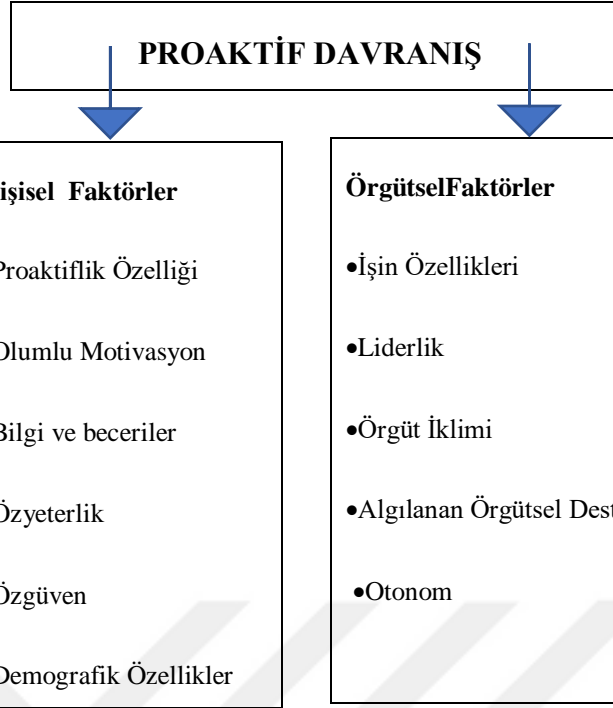 PROAKTİF DAVRANIŞ
işisel Faktörler
Proaktiflik Özelliği
Olumlu Motivasyon
Bilgi ve beceriler
Özyeterlik
Özgüven
Demografik Özellikler
ÖrgütselFaktörler
•İşin Özellikleri
•Liderlik
•Örgüt İklimi
•Algılanan Örgütsel Dest
•Otonom